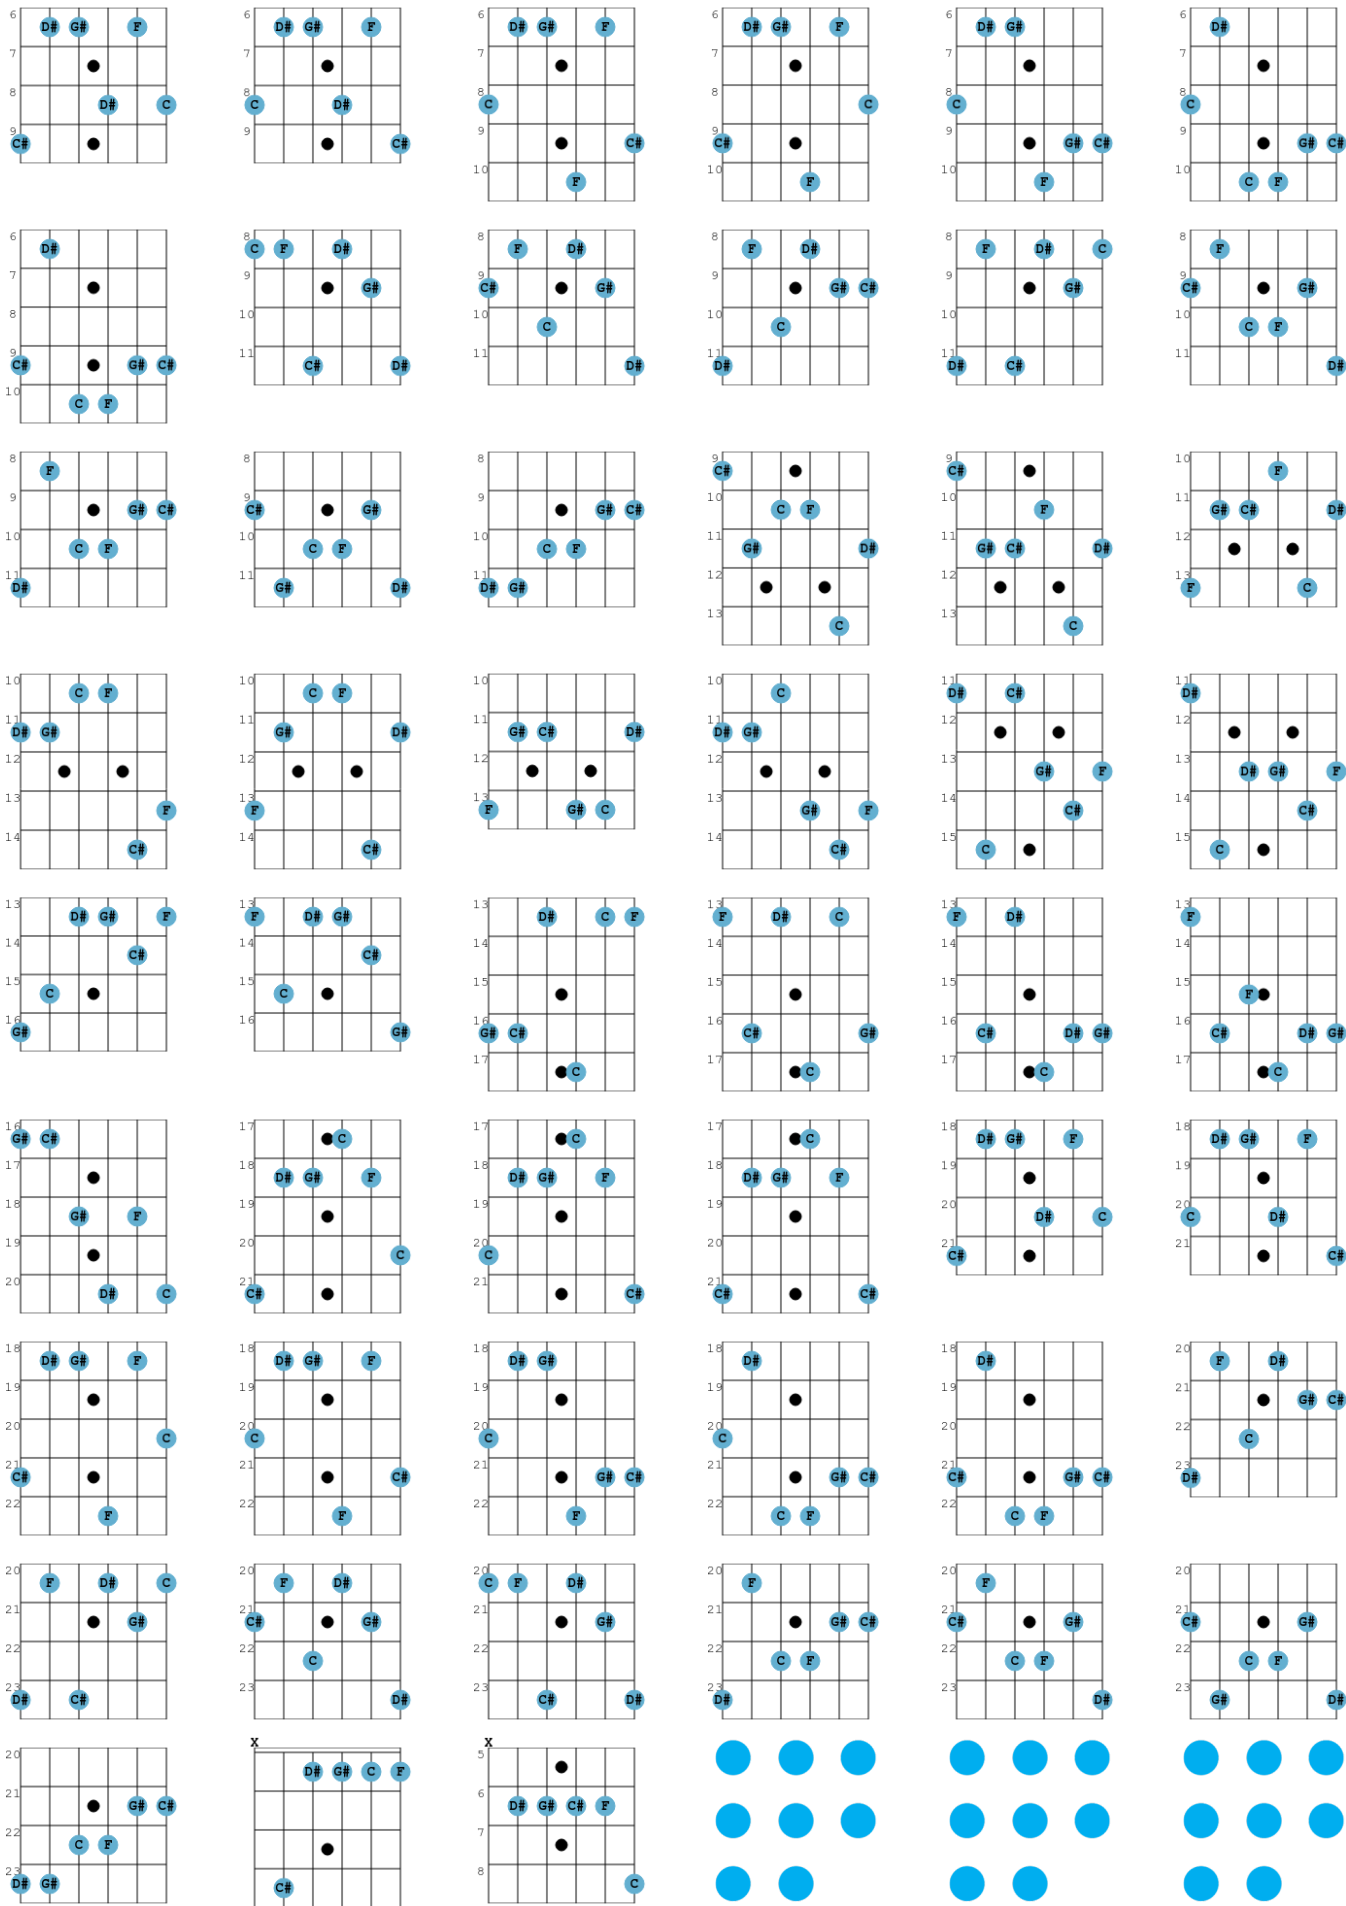 6 D# G# F
7
8 D# C
9 C#
6 D# G# F
7
8 C D#
9 C#
6 D# G# F
7
8 C
9 C#
10 F
6 D# G# F
7
8 C
9 C#
10 F
6 D# G#
7
8 C
9 G# C#
10 F
6 D#
7
8 C
9 G# C#
10 C F
6 D#
7
8
9 C# G# C#
10 C F
8 C F D#
9 G#
10
11 C# D#
8 F D#
9 C# G#
10 C
11 D#
8 F D#
9 G# C#
10 C
11 D#
8 F D# C
9 G#
10
11 D# C#
8 F
9 C# G#
10 C F
11 D#
8 F
9 G# C#
10 C F
11 D#
8
9 C# G#
10 C F
11 G# D#
8
9 G# C#
10 C F
11 D# G#
9 C#
10 C F
11 G# D#
12
13 C
9 C#
10 F
11 G# C# D#
12
13 C
10 F
11 G# C# D#
12
13 F C
10 C F
11 D# G#
12
13 F
14 C#
10 C F
11 G# D#
12
13 F
14 C#
10
11 G# C# D#
12
13 F G# C
10 C
11 D# G#
12
13 G# F
14 C#
11 D# C#
12
13 G# F
14 C#
15 C
11 D#
12
13 D# G# F
14 C#
15 C
13 D# G# F
14 C#
15 C
16 G#
13 F D# G#
14 C#
15 C
16 G#
13 D# C F
14
15
16 G# C#
17 C
13 F D# C
14
15
16 C# G#
17 C
13 F D#
14
15
16 C# D# G#
17 C
13 F
14
15 F
16 C# D# G#
17 C
16 G# C#
17
18 G# F
19
20 D# C
17 C
18 D# G# F
19
20 C
21 C#
17 C
18 D# G# F
19
20 C
21 C#
17 C
18 D# G# F
19
20
21 C# C#
18 D# G# F
19
20 D# C
21 C#
18 D# G# F
19
20 C D#
21 C#
18 D# G# F
19
20 C
21 C#
22 F
18 D# G# F
19
20 C
21 C#
22 F
18 D# G#
19
20 C
21 G# C#
22 F
18 D#
19
20 C
21 G# C#
22 C F
18 D#
19
20
21 C# G# C#
22 C F
20 F D#
21 G# C#
22 C
23 D#
20 F D# C
21 G#
22
23 D# C#
20 F D#
21 C# G#
22 C
23 D#
20 C F D#
21 G#
22
23 C# D#
20 F
21 G# C#
22 C F
23 D#
20 F
21 C# G#
22 C F
23 D#
20
21 C# G#
22 C F
23 G# D#
20
21 G# C#
22 C F
23 D# G#
X
D# G# C F
C#
X
5
6 D# G# C# F
7
8 C